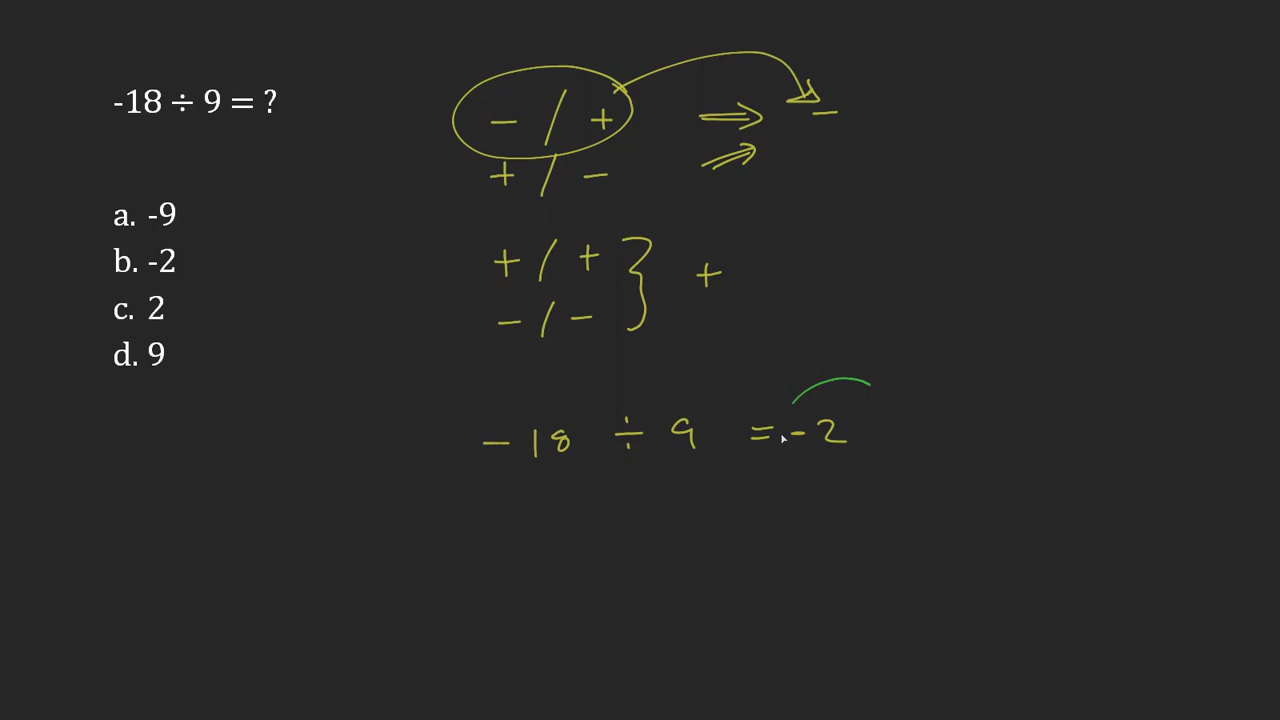 -18 ÷ 9 = ?
a. -9
b. -2
c. 2
d. 9
- / + ⇒ -
+ / - ⇒
+ / + } +
- / -
-18 ÷ 9 = -2